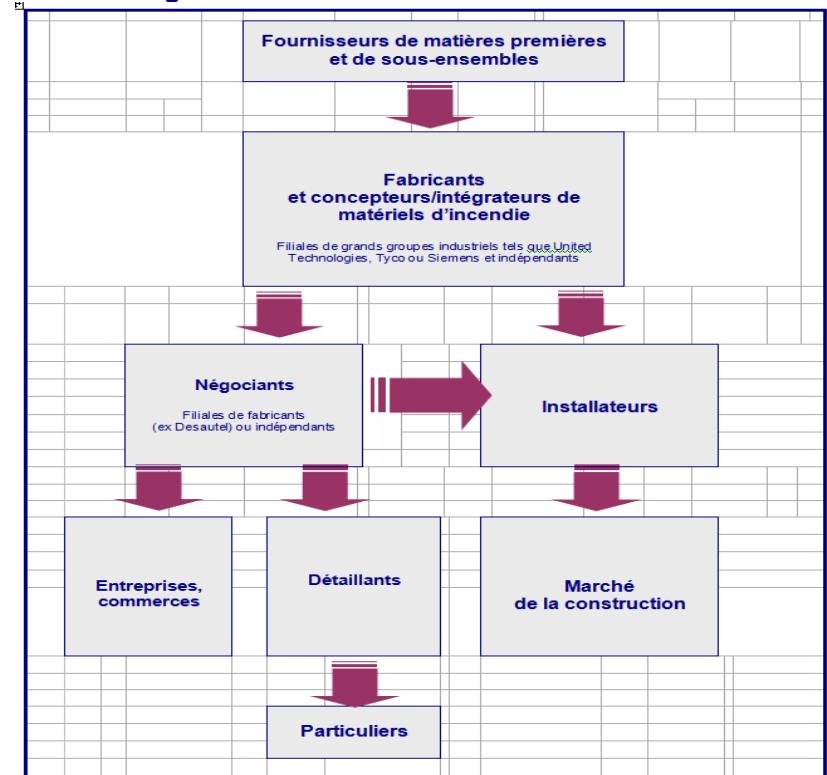 Fournisseurs de matières premières
et de sous-ensembles
Fabricants
et concepteurs/intégrateurs de
matériels d'incendie
Filiales de grands groupes industriels tels que United
Technologies, Tyco ou Siemens et indépendants
Négociants
Filiales de fabricants
(ex Desautel) ou indépendants
Installateurs
Entreprises,
commerces
Détaillants
Marché
de la construction
Particuliers